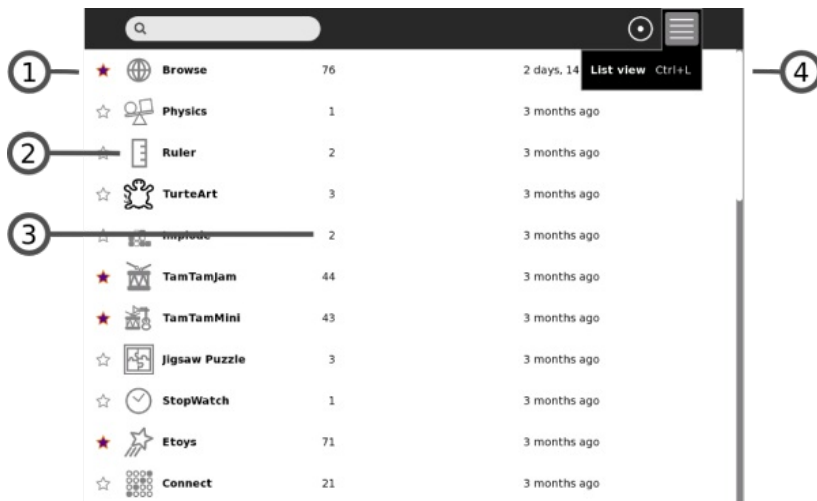 List view Ctrl+L
1 Browse 76 2 days, 14 4
Physics 1 3 months ago
2 Ruler 2 3 months ago
TurteArt 3 3 months ago
3 Implode 2 3 months ago
TamTamJam 44 3 months ago
TamTamMini 43 3 months ago
Jigsaw Puzzle 3 3 months ago
StopWatch 1 3 months ago
Etoys 71 3 months ago
Connect 21 3 months ago